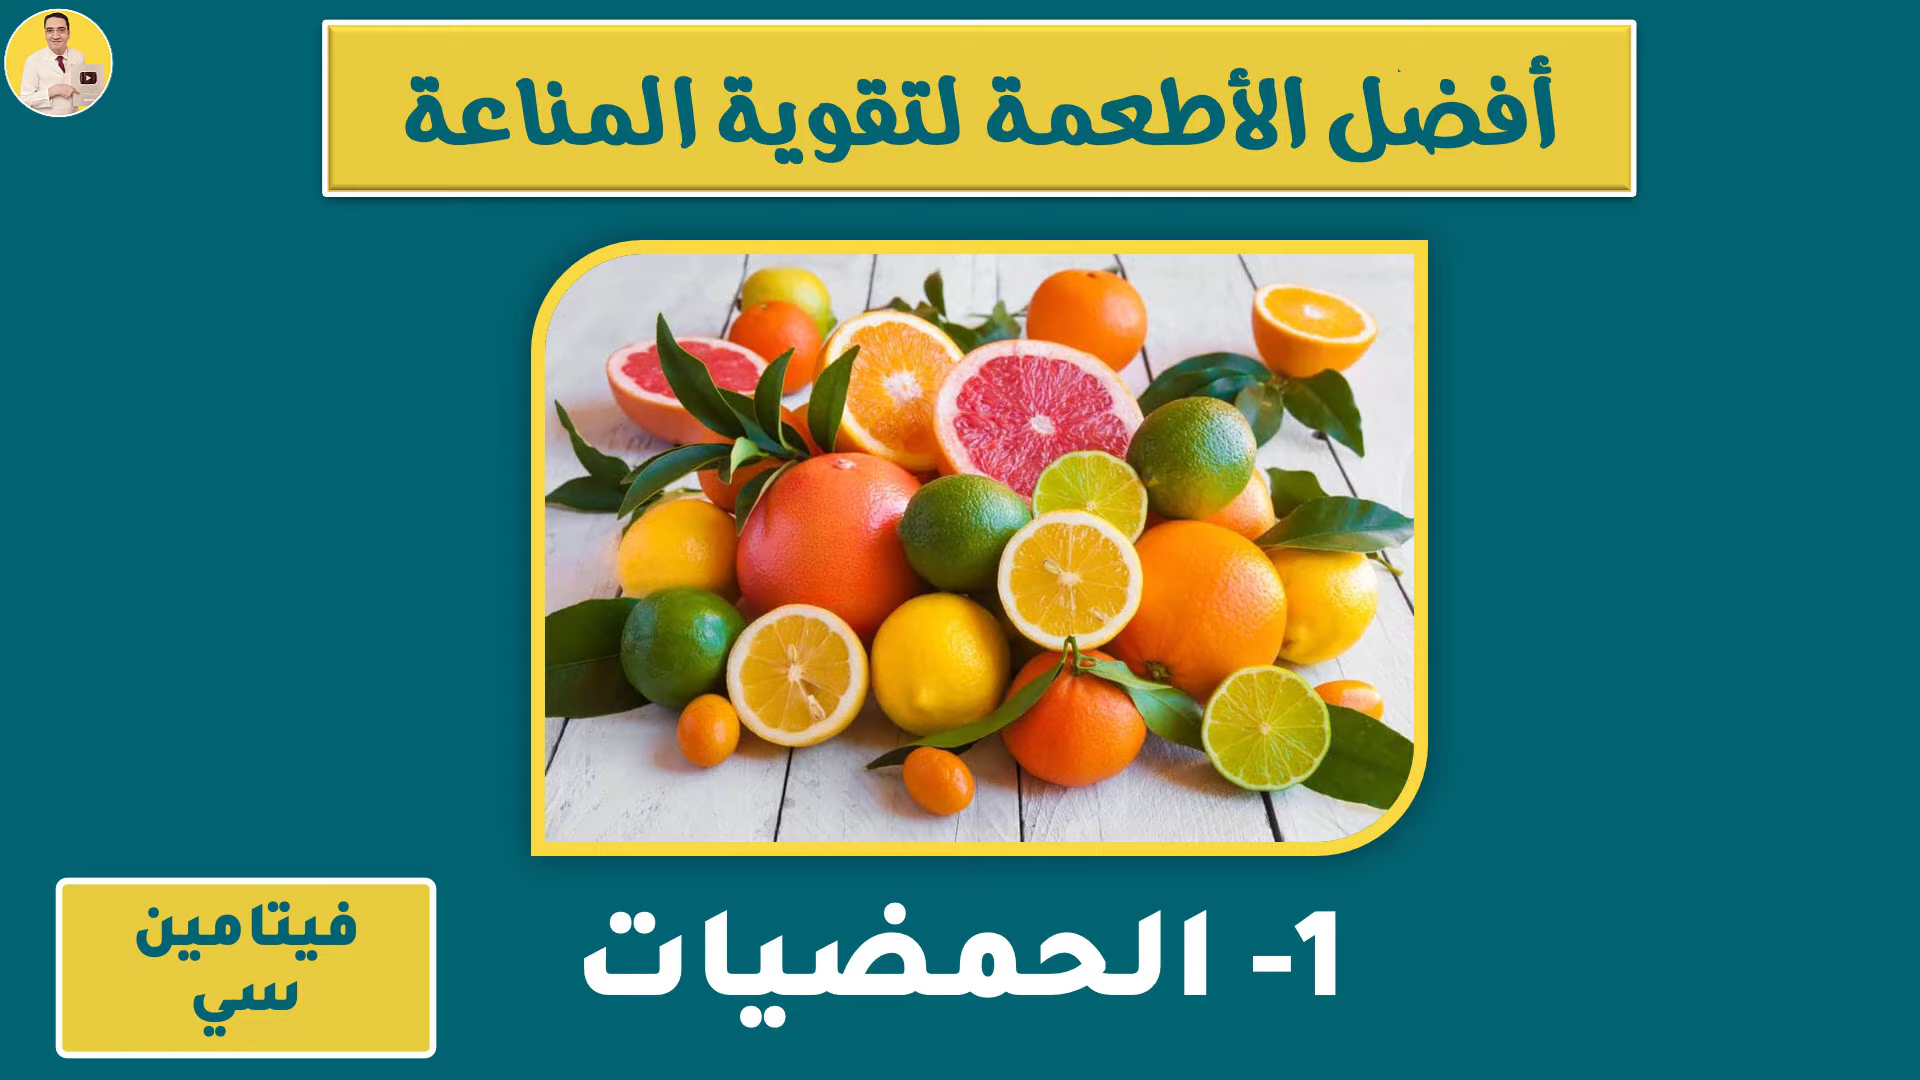 أفضل الأطعمة لتقوية المناعة
1- الحمضيات
فيتامين
سي